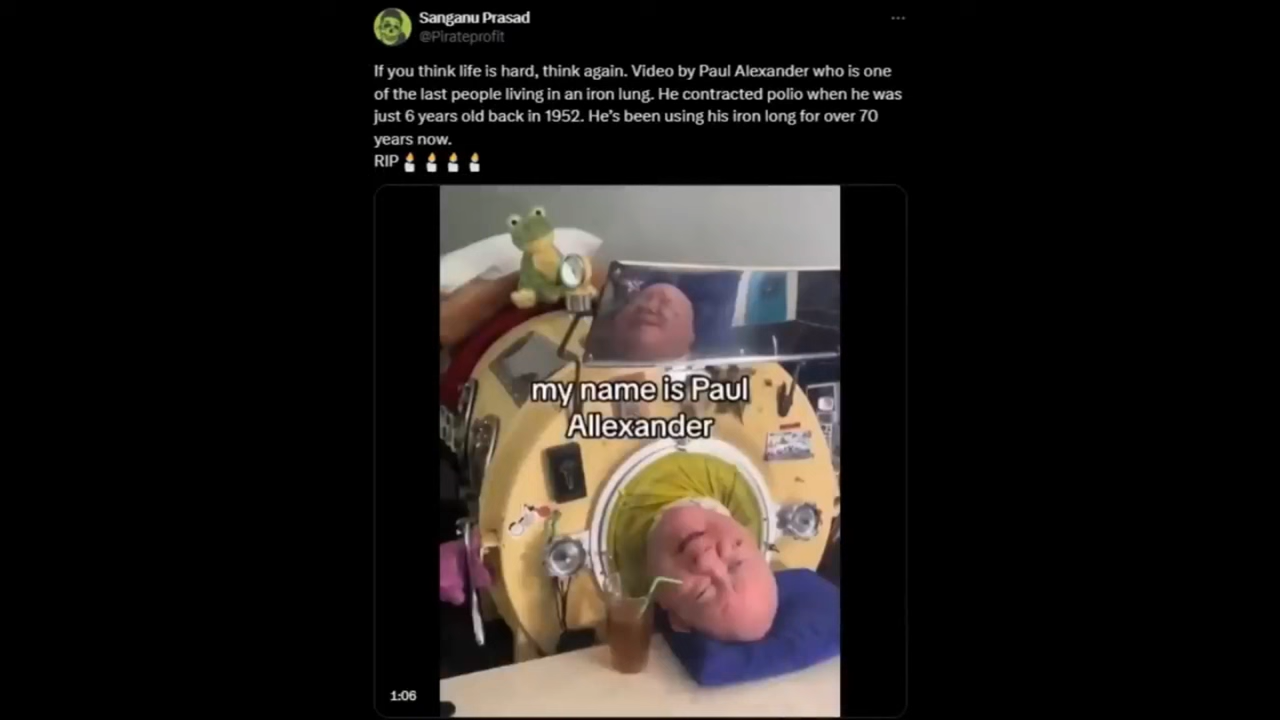 Sanganu Prasad
@Pirateprofit
If you think life is hard, think again. Video by Paul Alexander who is one
of the last people living in an iron lung. He contracted polio when he was
just 6 years old back in 1952. He's been using his iron long for over 70
years now.
RIP
my name is Paul
Allexander
1:06